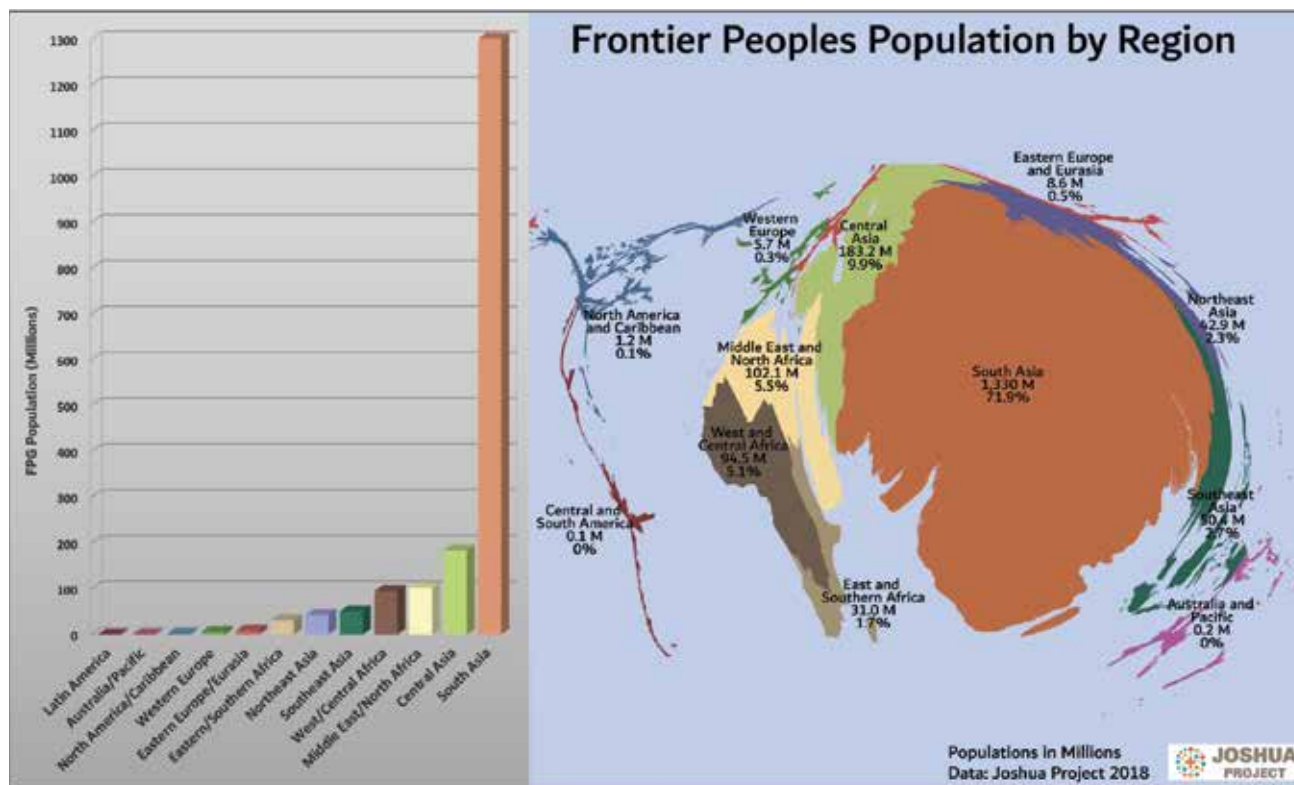 Frontier Peoples Population by Region
FPG Population (Millions)
1300
1200
1100
1000
900
800
700
600
500
400
300
200
100
0
Latin America
Australia/Pacific
North America/Caribbean
Western Europe
Eastern Europe/Eurasia
Eastern/Southern Africa
Northeast Asia
Southeast Asia
West/Central Africa
Middle East/North Africa
Central Asia
South Asia
Eastern Europe
and Eurasia
8.6 M
0.5%
Western
Europe
5.7 M
0.3%
Central
Asia
183.2 M
9.9%
North America
and Caribbean
1.2 M
0.1%
Northeast
Asia
42.9 M
2.3%
Middle East and
North Africa
102.1 M
5.5%
South Asia
1,330 M
71.9%
West and
Central Africa
94.5 M
5.1%
Central and
South America
0.1 M
0%
Southeast
Asia
50.4 M
2.7%
East and
Southern Africa
31.0 M
1.7%
Australia and
Pacific
0.2 M
0%
Populations in Millions
Data: Joshua Project 2018
JOSHUA
PROJECT